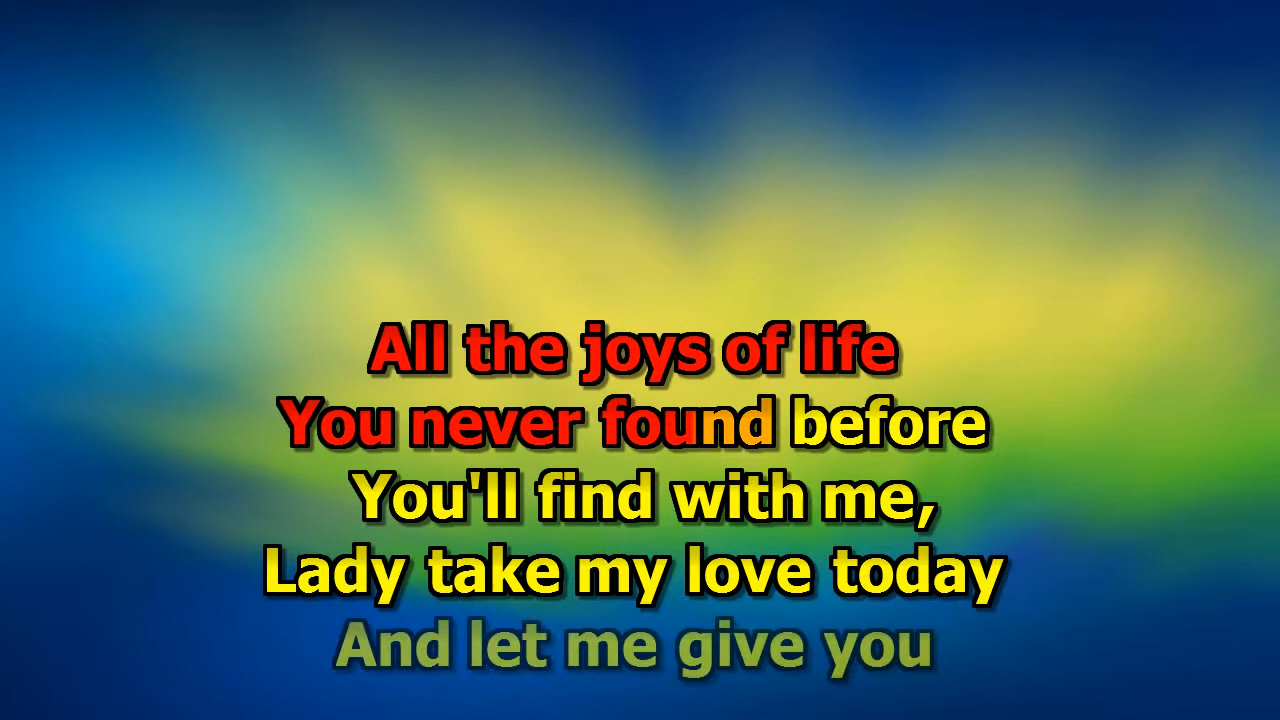 All the joys of life
You never found before
You'll find with me,
Lady take my love today
And let me give you